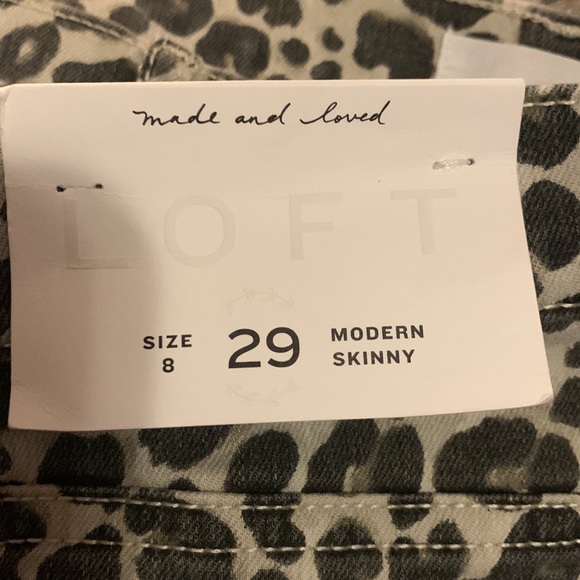 made and loved
LOFT
SIZE 8
29
MODERN SKINNY